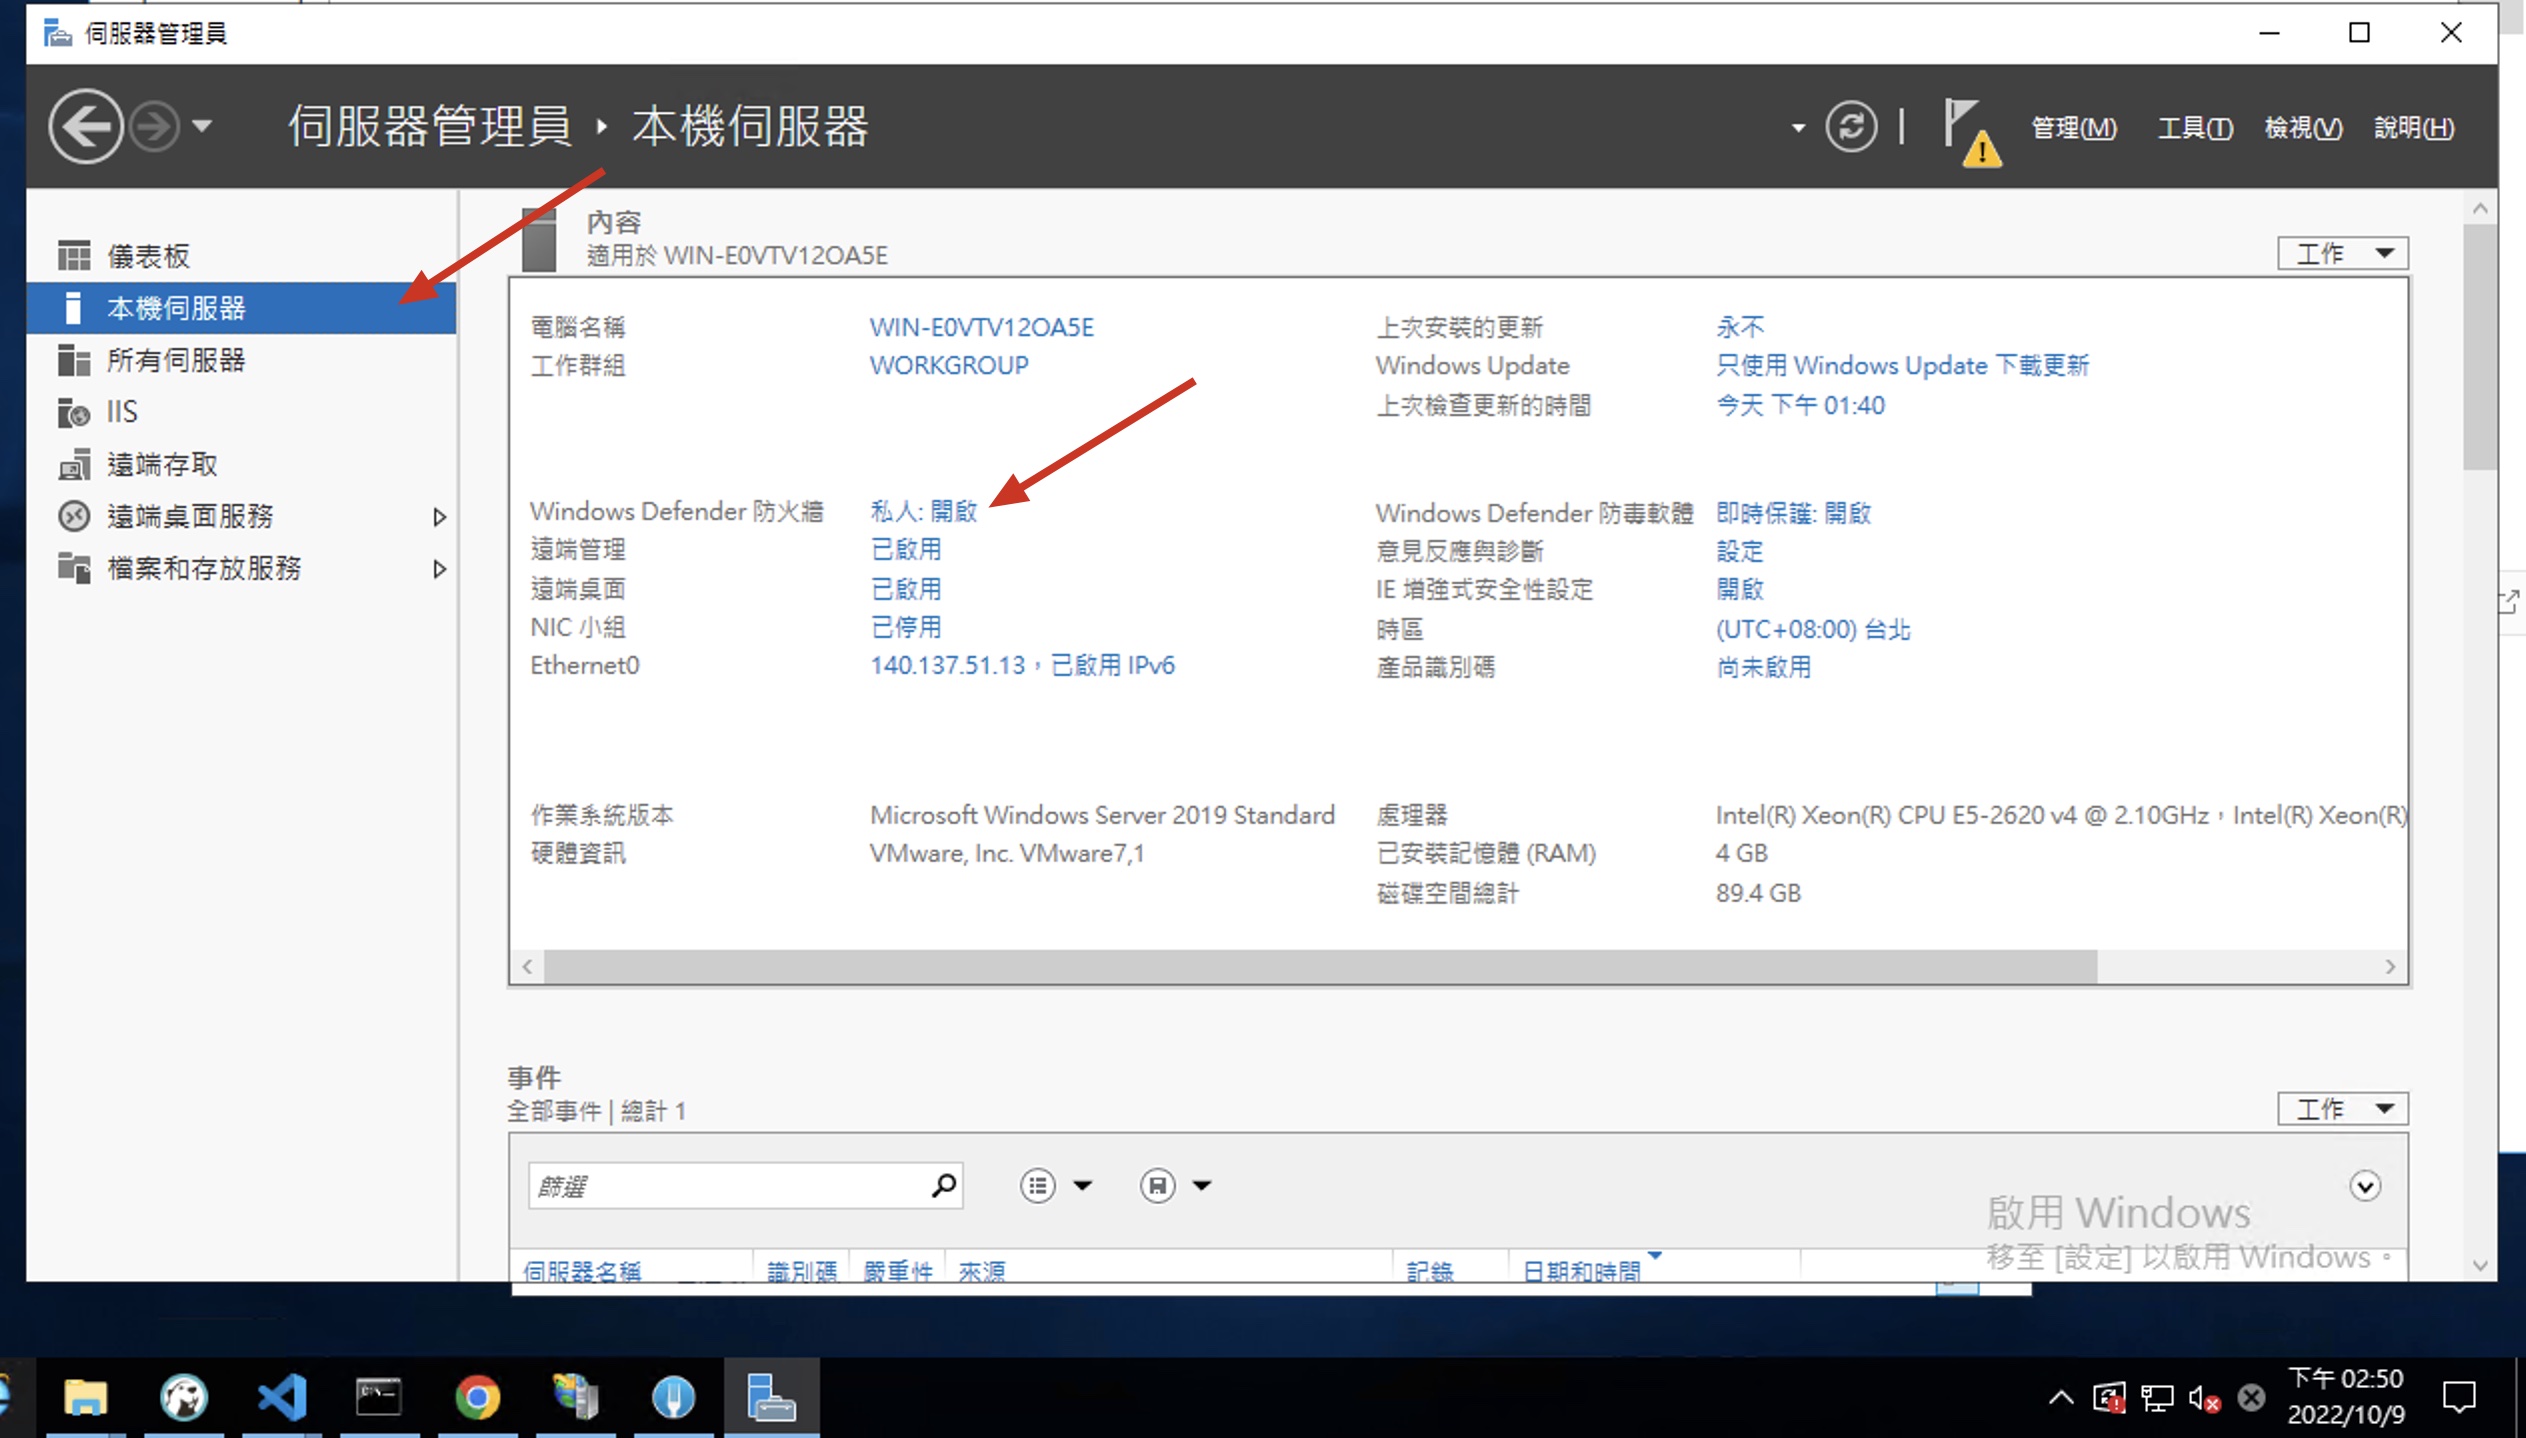 伺服器管理員
伺服器管理員 ‣ 本機伺服器
管理(M) 工具(T) 檢視(V) 說明(H)
儀表板
本機伺服器
所有伺服器
IIS
遠端存取
遠端桌面服務
檔案和存放服務
內容
適用於 WIN-E0VTV12OA5E
工作
電腦名稱 WIN-E0VTV12OA5E 上次安裝的更新 永不
工作群組 WORKGROUP Windows Update 只使用 Windows Update 下載更新
上次檢查更新的時間 今天 下午 01:40
Windows Defender 防火牆 私人: 開啟 Windows Defender 防毒軟體 即時保護: 開啟
遠端管理 已啟用 意見反應與診斷 設定
遠端桌面 已啟用 IE 增強式安全性設定 開啟
NIC 小組 已停用 時區 (UTC+08:00) 台北
Ethernet0 140.137.51.13，已啟用 IPv6 產品識別碼 尚未啟用
作業系統版本 Microsoft Windows Server 2019 Standard 處理器 Intel(R) Xeon(R) CPU E5-2620 v4 @ 2.10GHz，Intel(R) Xeon(R)
硬體資訊 VMware, Inc. VMware7,1 已安裝記憶體 (RAM) 4 GB
磁碟空間總計 89.4 GB
事件
全部事件 | 總計 1
工作
篩選
伺服器名稱 識別碼 嚴重性 來源 記錄 日期和時間
啟用 Windows
移至 [設定] 以啟用 Windows。
下午 02:50
2022/10/9